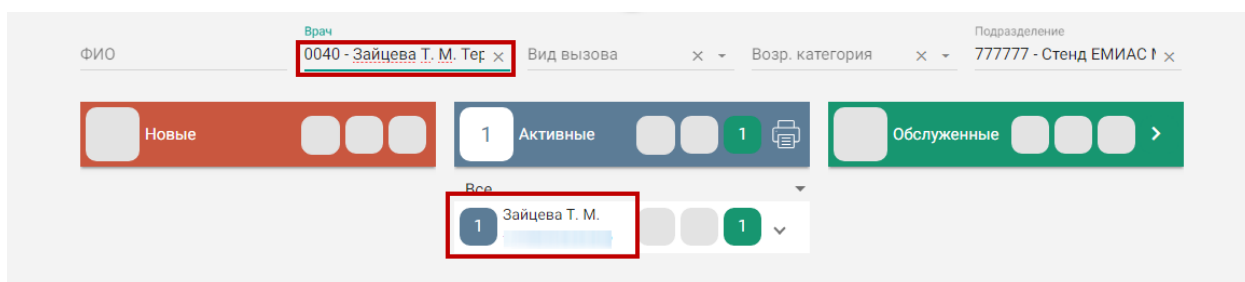 Врач
Подразделение
ФИО
0040 - Зайцева Т. М. Тер
Вид вызова
Возр. категория
777777 - Стенд ЕМИАС
Новые
1 Активные 1
Обслуженные
Все
1 Зайцева Т. М. 1